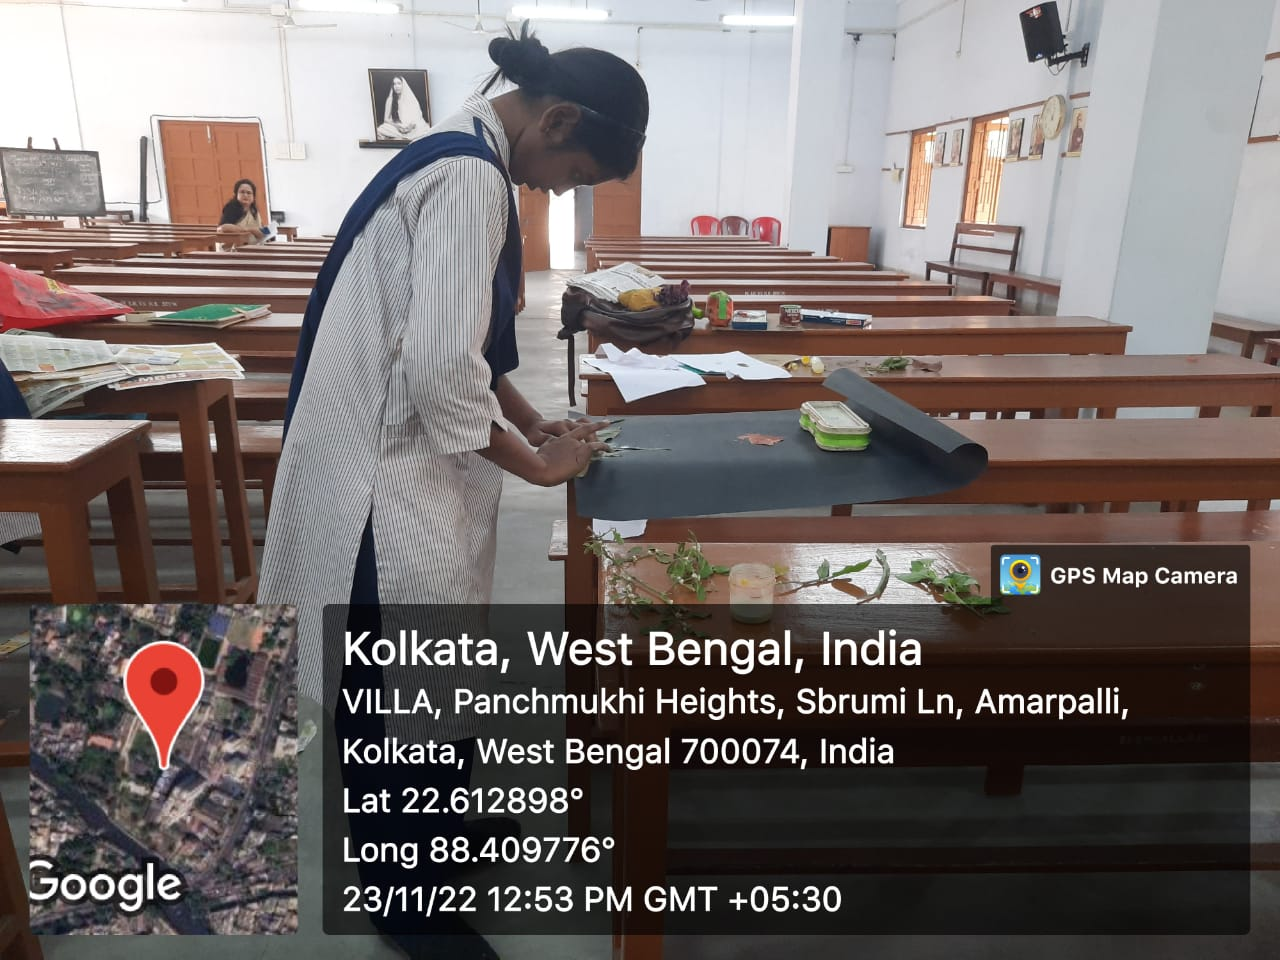 GPS Map Camera
Kolkata, West Bengal, India
VILLA, Panchmukhi Heights, Sbrumi Ln, Amarpalli,
Kolkata, West Bengal 700074, India
Lat 22.612898°
Long 88.409776°
23/11/22 12:53 PM GMT +05:30
Google